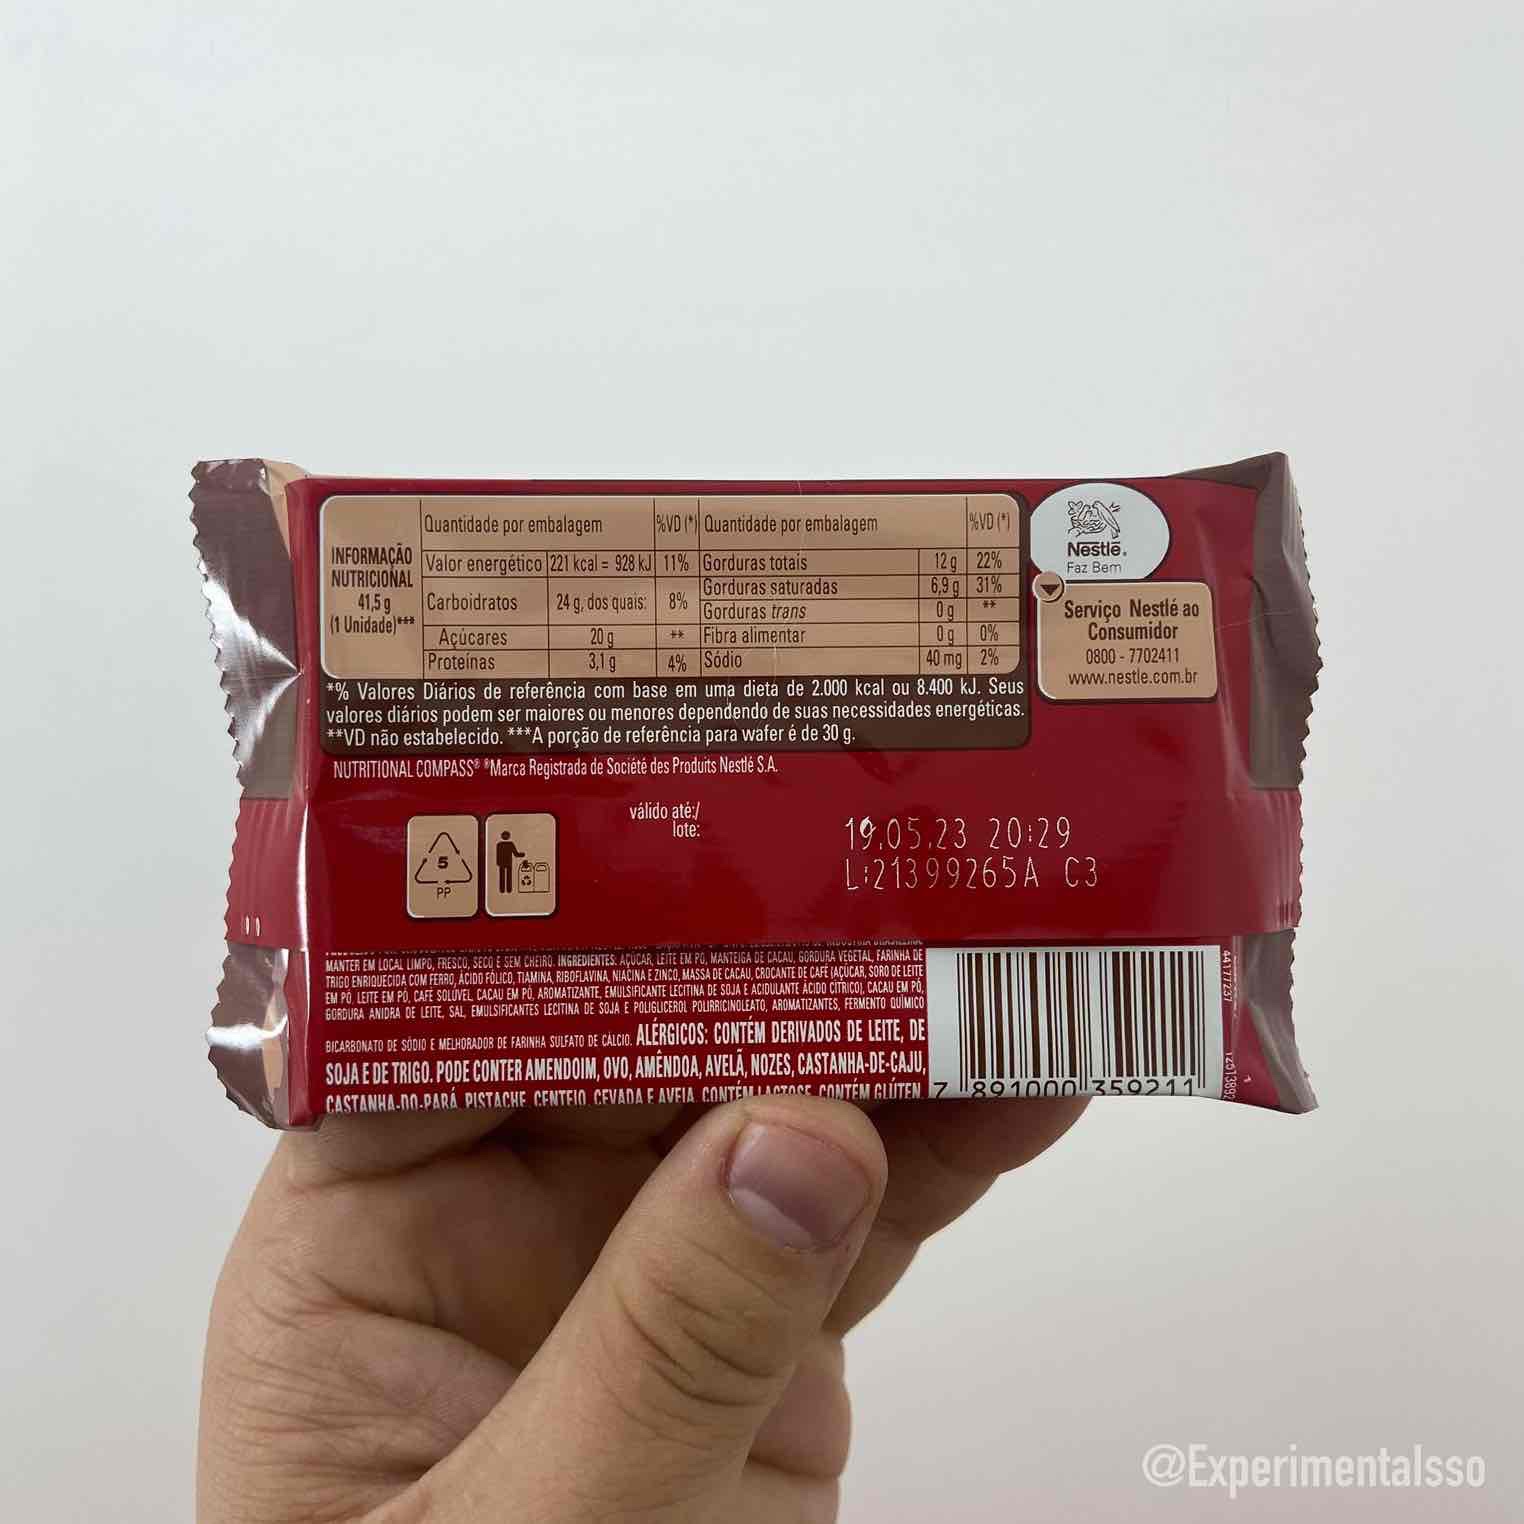 INFORMAÇÃO
NUTRICIONAL
41,5 g
(1 Unidade)***
Quantidade por embalagem %VD (*) Quantidade por embalagem %VD (*)
Valor energético 221 kcal = 928 kJ 11% Gorduras totais 12 g 22%
Carboidratos 24 g, dos quais: 8% Gorduras saturadas 6,9 g 31%
Gorduras trans 0 g **
Açúcares 20 g ** Fibra alimentar 0 g 0%
Proteínas 3,1 g 4% Sódio 40 mg 2%
*% Valores Diários de referência com base em uma dieta de 2.000 kcal ou 8.400 kJ. Seus
valores diários podem ser maiores ou menores dependendo de suas necessidades energéticas.
**VD não estabelecido. ***A porção de referência para wafer é de 30 g.
NUTRITIONAL COMPASS® ®Marca Registrada de Société des Produits Nestlé S.A.
Nestlé.
Faz Bem
Serviço Nestlé ao
Consumidor
0800 - 7702411
www.nestle.com.br
válido até:/
lote:
19.05.23 20:29
L:21399265A C3
5
PP
MANTER EM LOCAL LIMPO, FRESCO, SECO E SEM CHEIRO. INGREDIENTES: AÇÚCAR, LEITE EM PÓ, MANTEIGA DE CACAU, GORDURA VEGETAL, FARINHA DE
TRIGO ENRIQUECIDA COM FERRO, ÁCIDO FÓLICO, TIAMINA, RIBOFLAVINA, NIACINA E ZINCO, MASSA DE CACAU, CROCANTE DE CAFÉ (AÇÚCAR, SORO DE LEITE
EM PÓ, LEITE EM PÓ, CAFÉ SOLÚVEL, CACAU EM PÓ, AROMATIZANTE, EMULSIFICANTE LECITINA DE SOJA E ACIDULANTE ÁCIDO CÍTRICO), CACAU EM PÓ,
GORDURA ANIDRA DE LEITE, SAL, EMULSIFICANTES LECITINA DE SOJA E POLIGLICEROL POLIRRICINOLEATO, AROMATIZANTES, FERMENTO QUÍMICO
BICARBONATO DE SÓDIO E MELHORADOR DE FARINHA SULFATO DE CÁLCIO. ALÉRGICOS: CONTÉM DERIVADOS DE LEITE, DE
SOJA E DE TRIGO. PODE CONTER AMENDOIM, OVO, AMÊNDOA, AVELÃ, NOZES, CASTANHA-DE-CAJU,
CASTANHA-DO-PARÁ, PISTACHE, CENTEIO, CEVADA E AVEIA. CONTÉM LACTOSE. CONTÉM GLÚTEN.
7 891000 359211
4417723T
@Experimentalsso